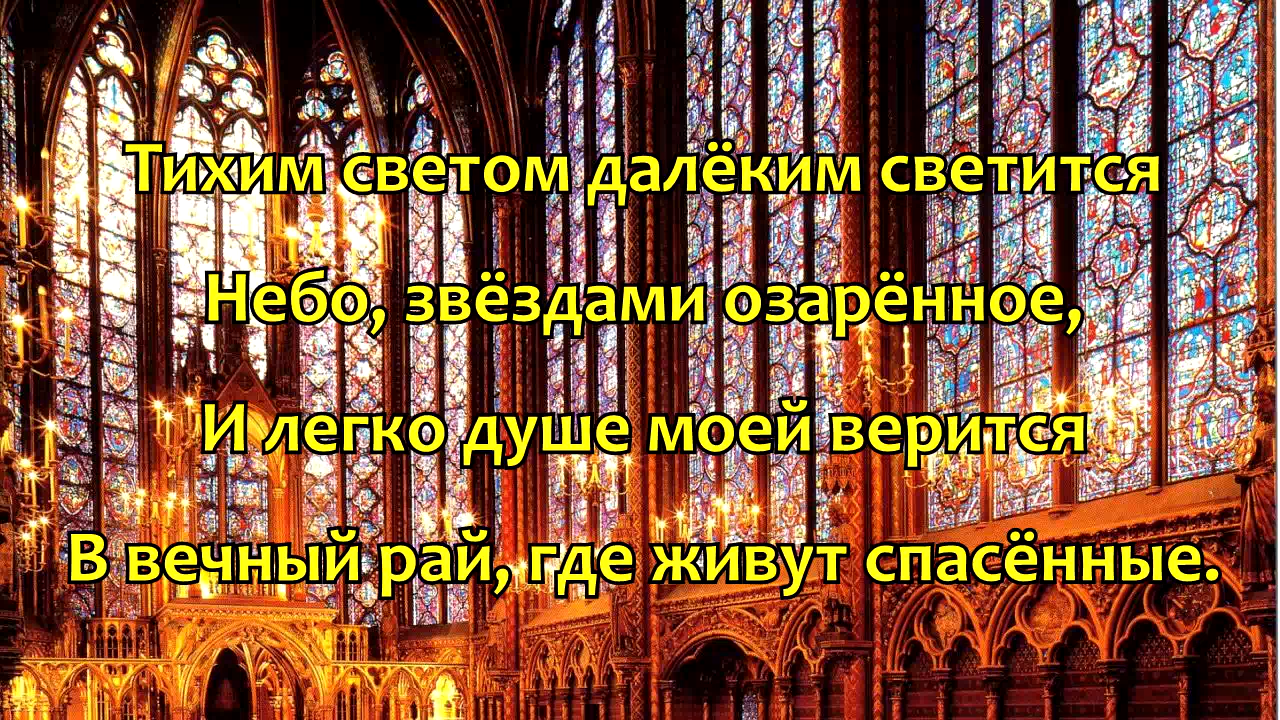 Тихим светом далёким светится
Небо, звёздами озарённое,
И легко душе моей верится
В вечный рай, где живут спасённые.